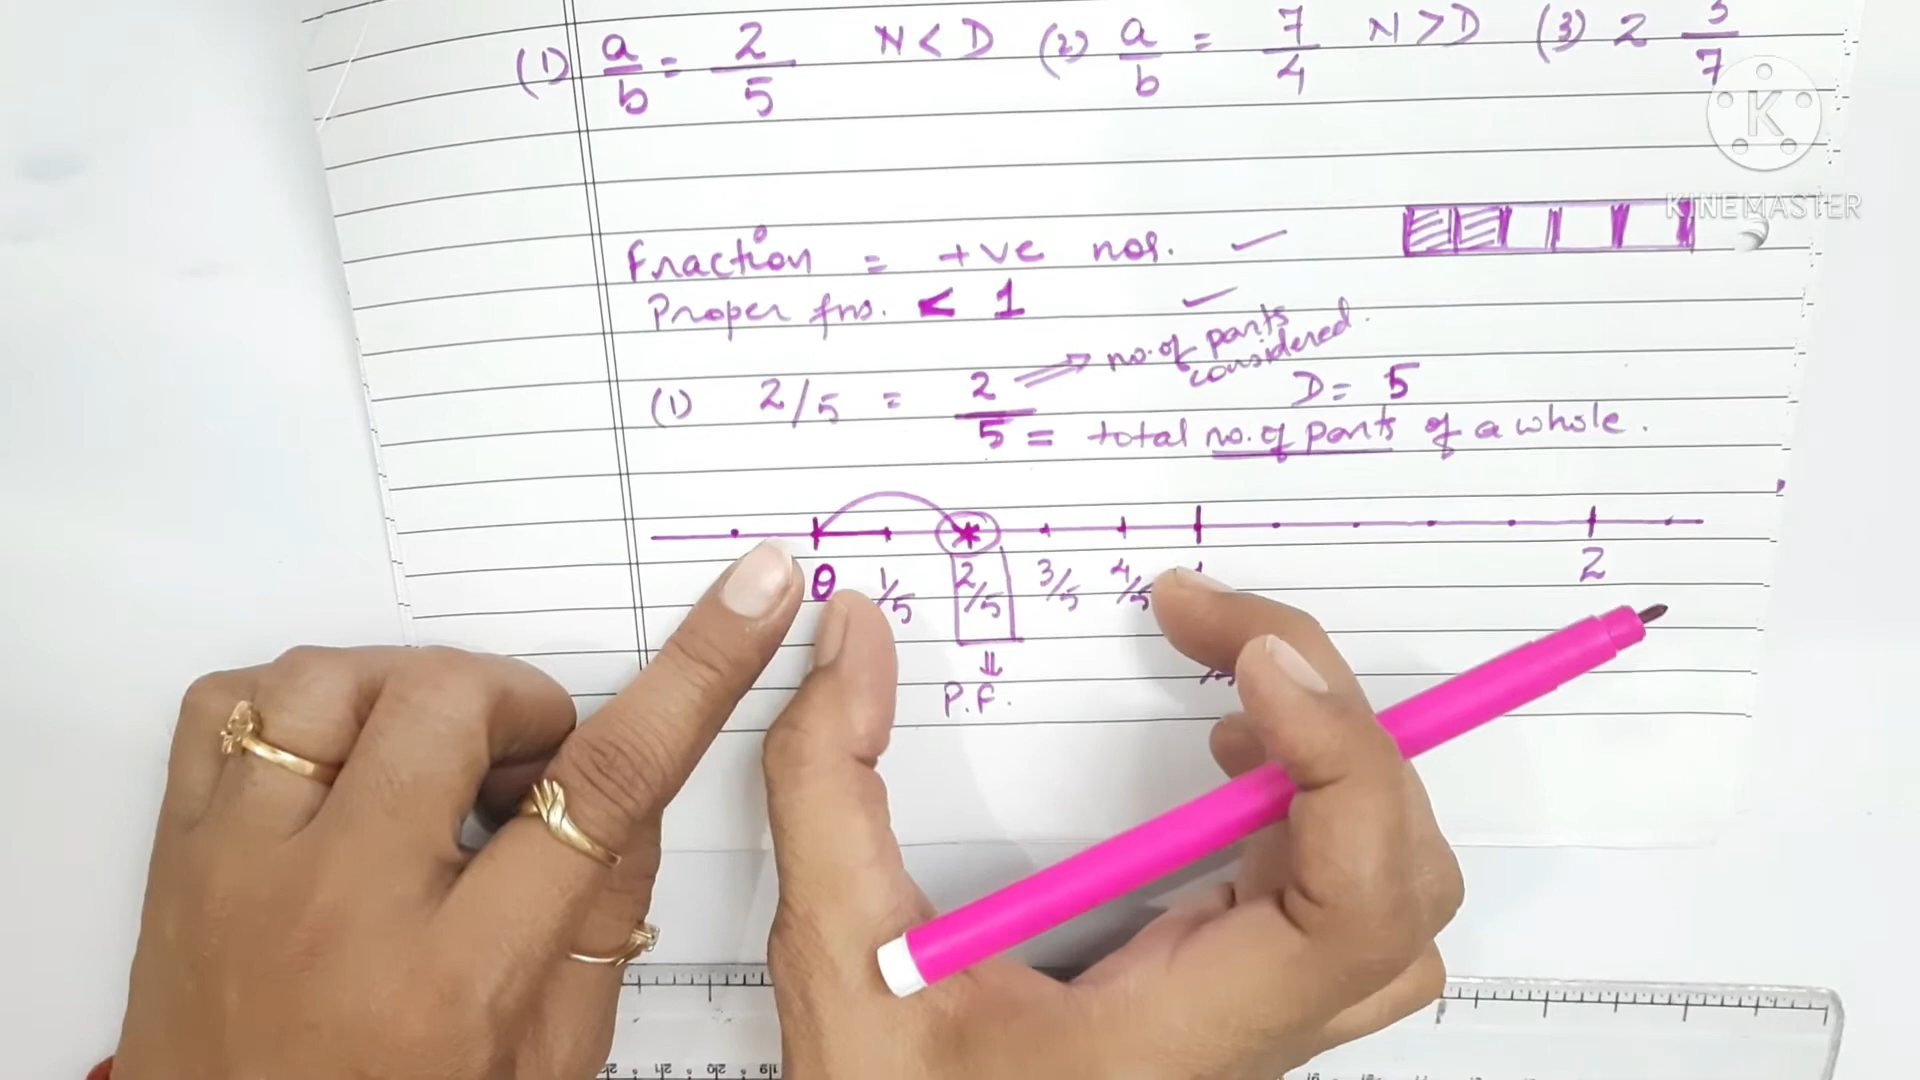 (1) a/b = 2/5 N < D (2) a/b = 7/4 N > D (3) 2 3/7
K
KINEMASTER
Fraction = +ve nos.
Proper fns. < 1
no. of parts considered.
(1) 2/5 = 2/5 D = 5
= total no. of parts of a whole.
0 1/5 2/5 3/5 4/5 2
P.F.